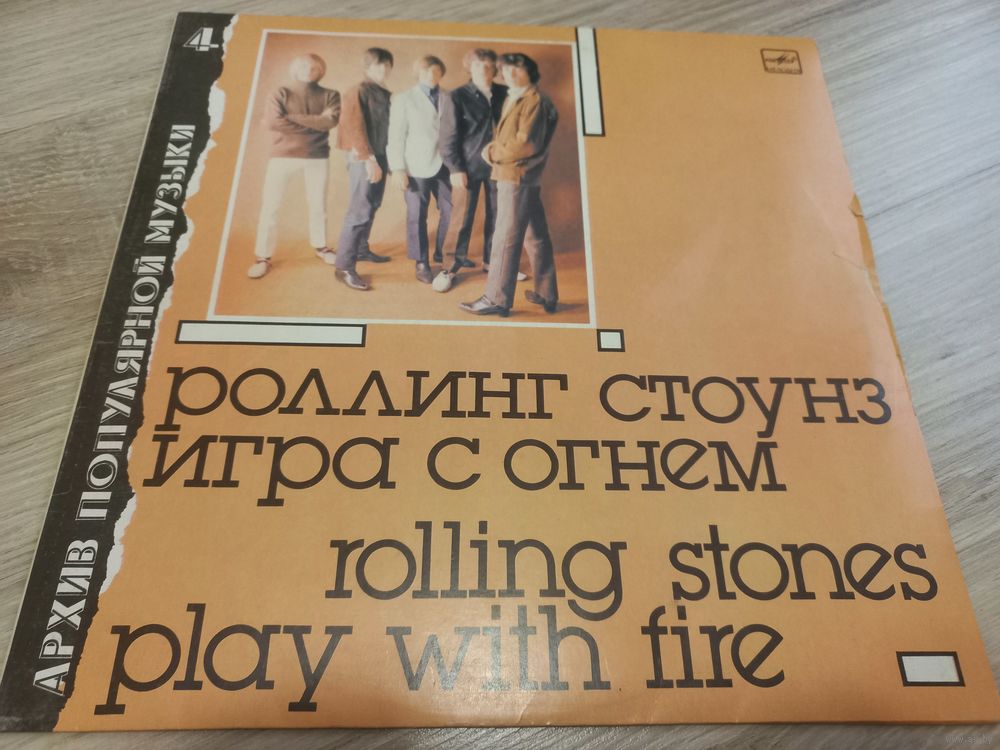 АРХИВ ПОПУЛЯРНОЙ МУЗЫКИ 4
роллинг стоунз
игра с огнем
rolling stones
play with fire